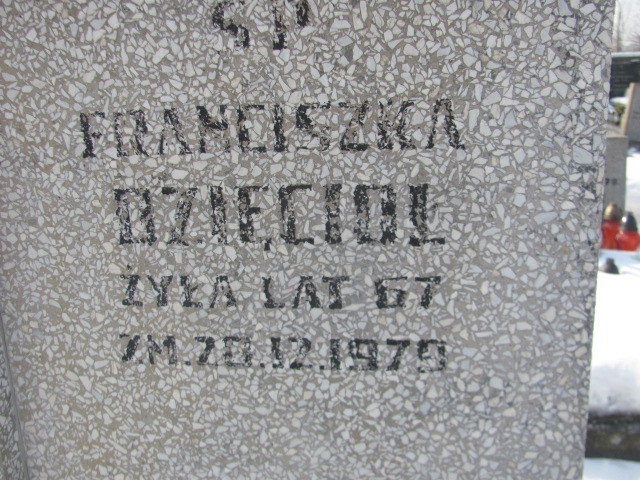 ŚP
FRANCISZKA
DZIĘCIOŁ
ŻYŁA LAT 67
ZM.20.12.1979